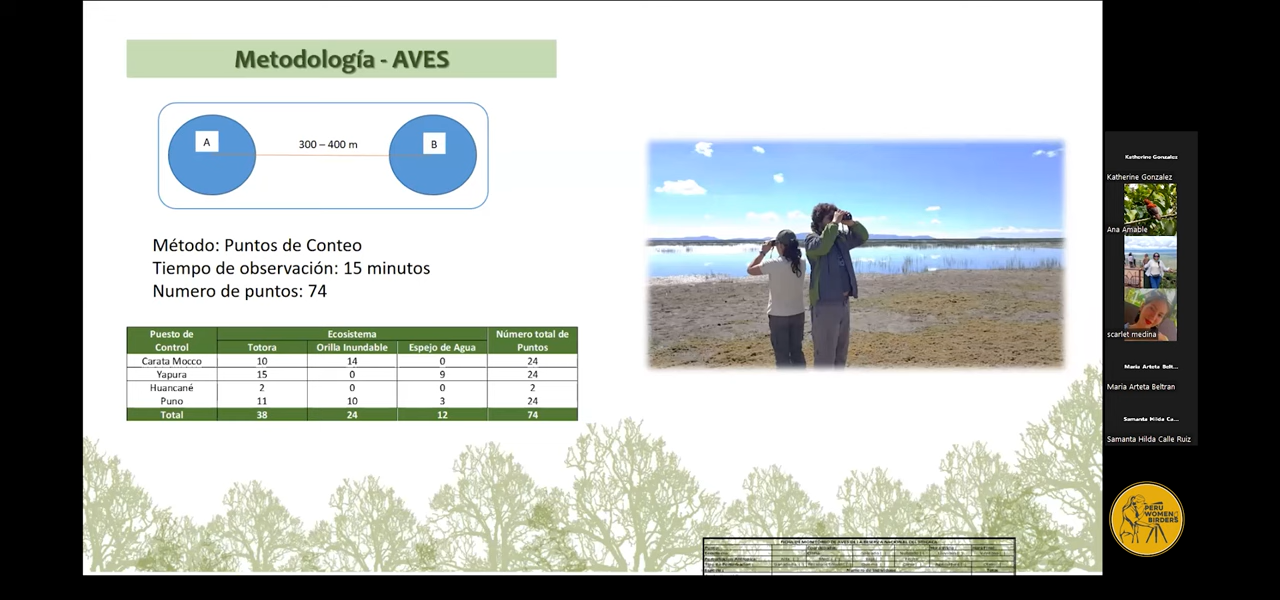 Metodología - AVES
A
300 – 400 m
B
Método: Puntos de Conteo
Tiempo de observación: 15 minutos
Numero de puntos: 74
Puesto de Control Ecosistema Número total de Puntos
Totora Orilla Inundable Espejo de Agua
Carata Mocco 10 14 0 24
Yapura 15 0 9 24
Huancané 2 0 0 2
Puno 11 10 3 24
Total 38 24 12 74
Katherine Gonzalez
Katherine Gonzalez
Ana Amable
scarlet medina
Maria Arteta Belt...
Maria Arteta Beltran
Samanta Hilda Ca...
Samanta Hilda Calle Ruiz
PERU
WOMEN
BIRDERS